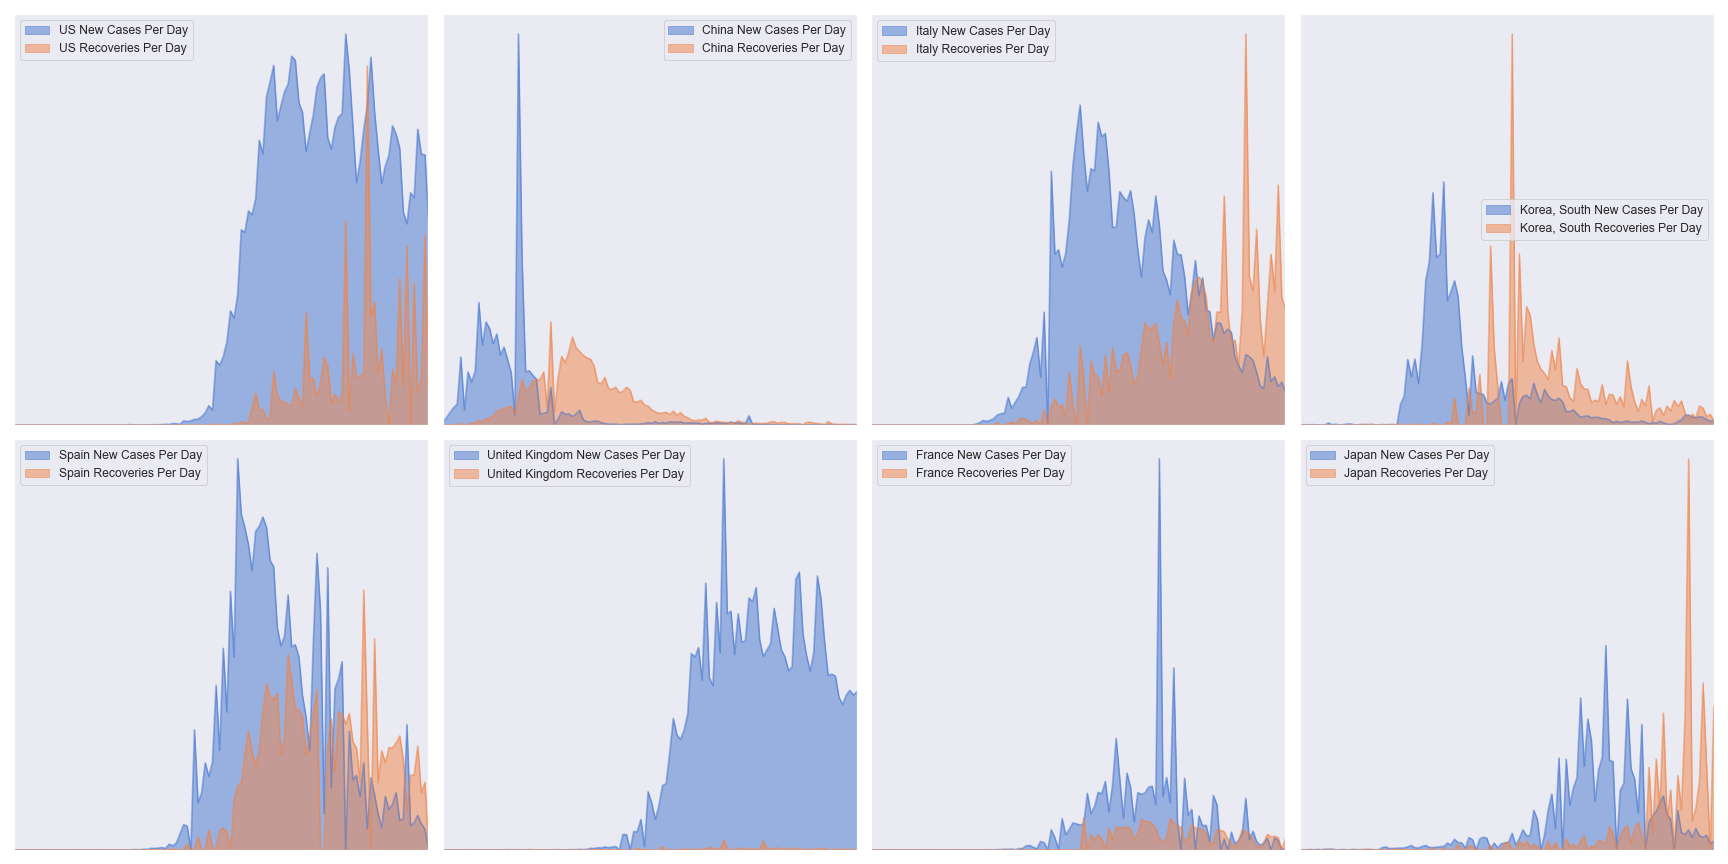 US New Cases Per Day
US Recoveries Per Day
China New Cases Per Day
China Recoveries Per Day
Italy New Cases Per Day
Italy Recoveries Per Day
Korea, South New Cases Per Day
Korea, South Recoveries Per Day
Spain New Cases Per Day
Spain Recoveries Per Day
United Kingdom New Cases Per Day
United Kingdom Recoveries Per Day
France New Cases Per Day
France Recoveries Per Day
Japan New Cases Per Day
Japan Recoveries Per Day